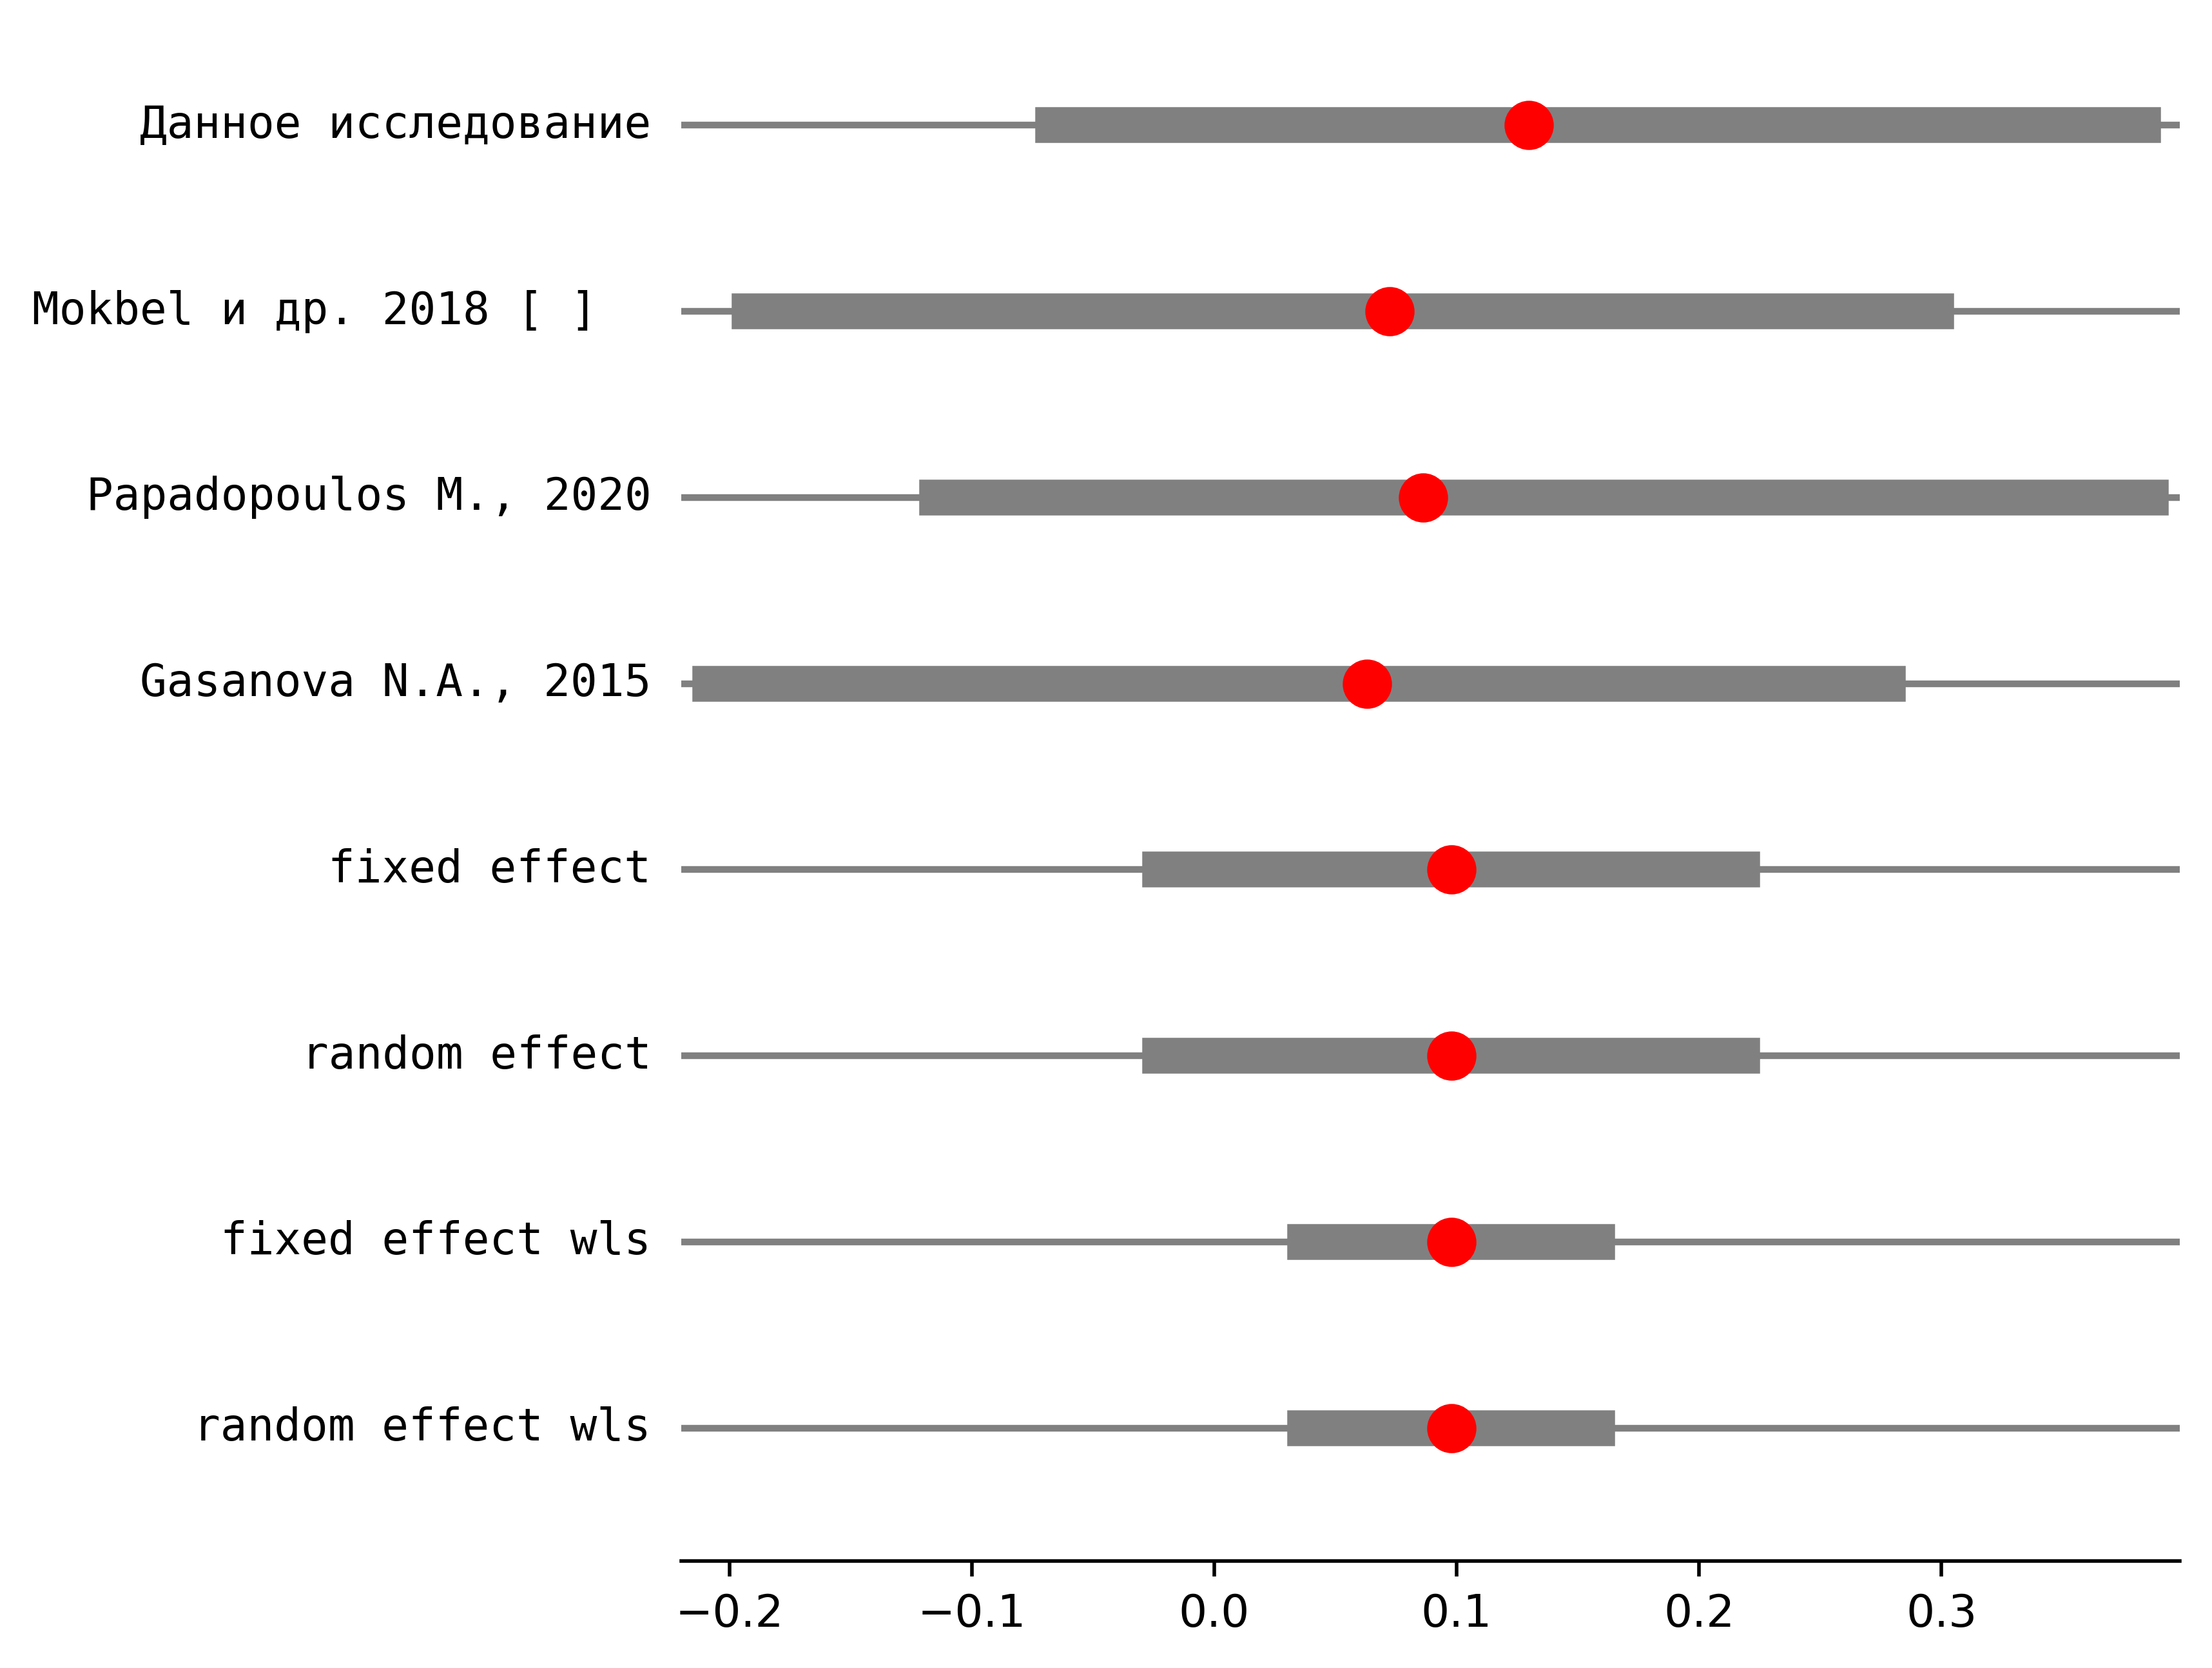 Данное исследование
Mokbel и др. 2018 [ ]
Papadopoulos M., 2020
Gasanova N.A., 2015
fixed effect
random effect
fixed effect wls
random effect wls
−0.2 −0.1 0.0 0.1 0.2 0.3